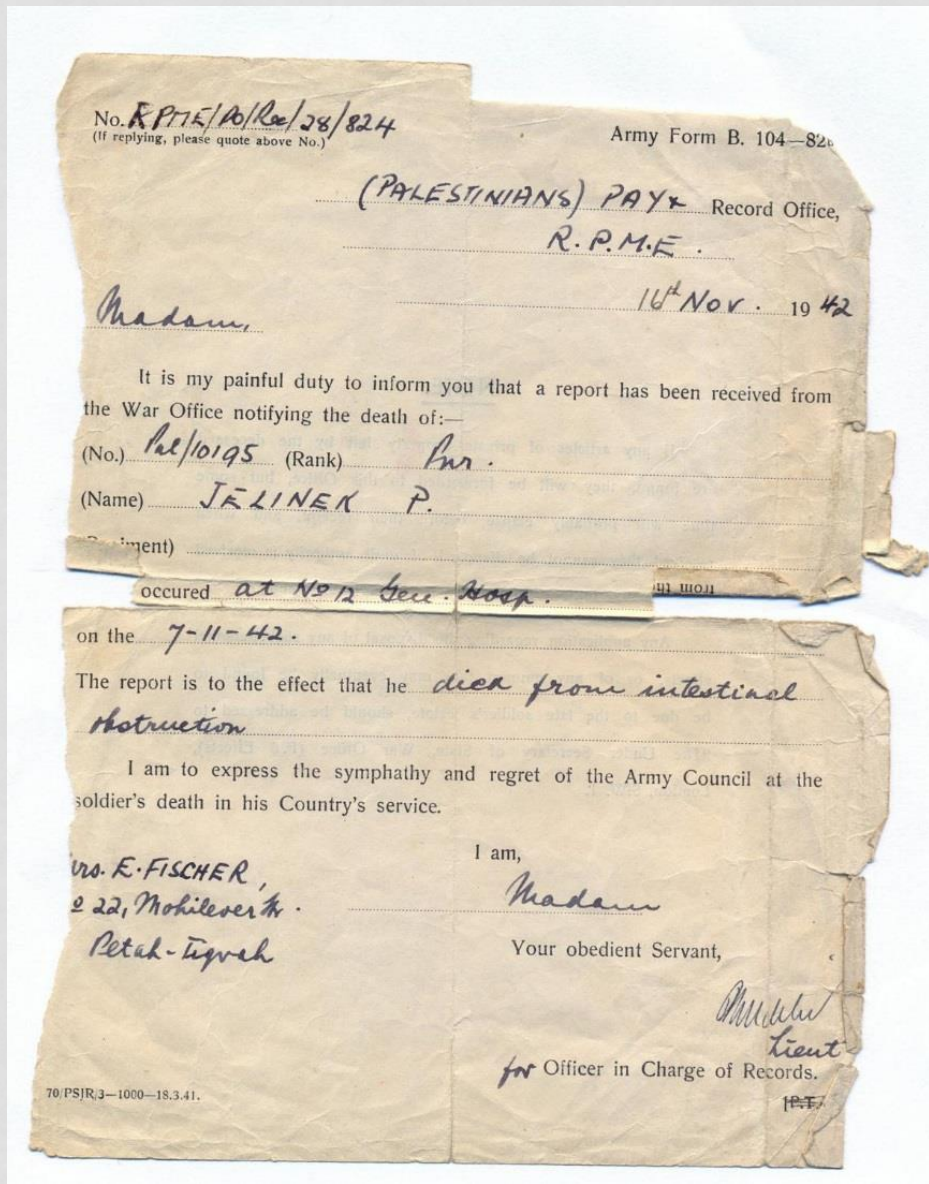 No. RPME/Po/Rec/28/824
(If replying, please quote above No.)
Army Form B. 104—82
(PALESTINIANS) PAY & Record Office,
R.P.M.E.
16th Nov. 1942
Madam,
It is my painful duty to inform you that a report has been received from
the War Office notifying the death of:—
(No.) Pal/10195 (Rank) Pnr.
(Name) JELINEK P.
iment)
occured at No 12 Gen. Hosp.
from th
on the 7-11-42.
The report is to the effect that he died from intestinal
obstruction
I am to express the symphathy and regret of the Army Council at the
soldier's death in his Country's service.
I am,
Madam
Your obedient Servant,
Lieut
for Officer in Charge of Records.
rs. E. FISCHER,
o 22, Mohilever Str.
Petah-Tiqvah
70/PSIR/3—1000—18.3.41.
[P.T.